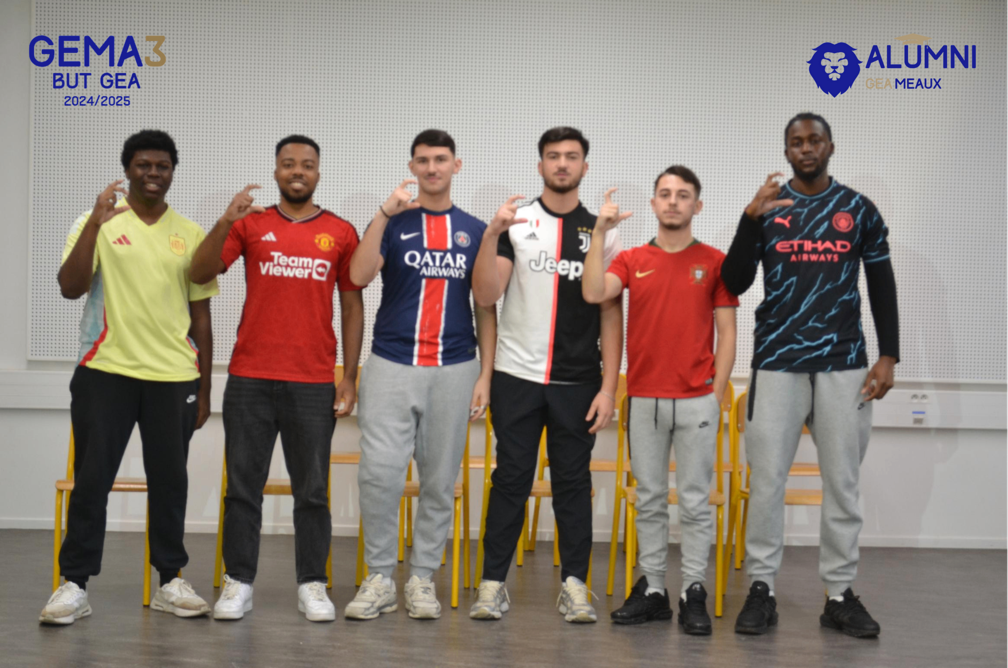 GEMA3
BUT GEA
2024/2025
ALUMNI
GEA MEAUX
TeamViewer
QATAR
AIRWAYS
Jeep
ETIHAD
AIRWAYS